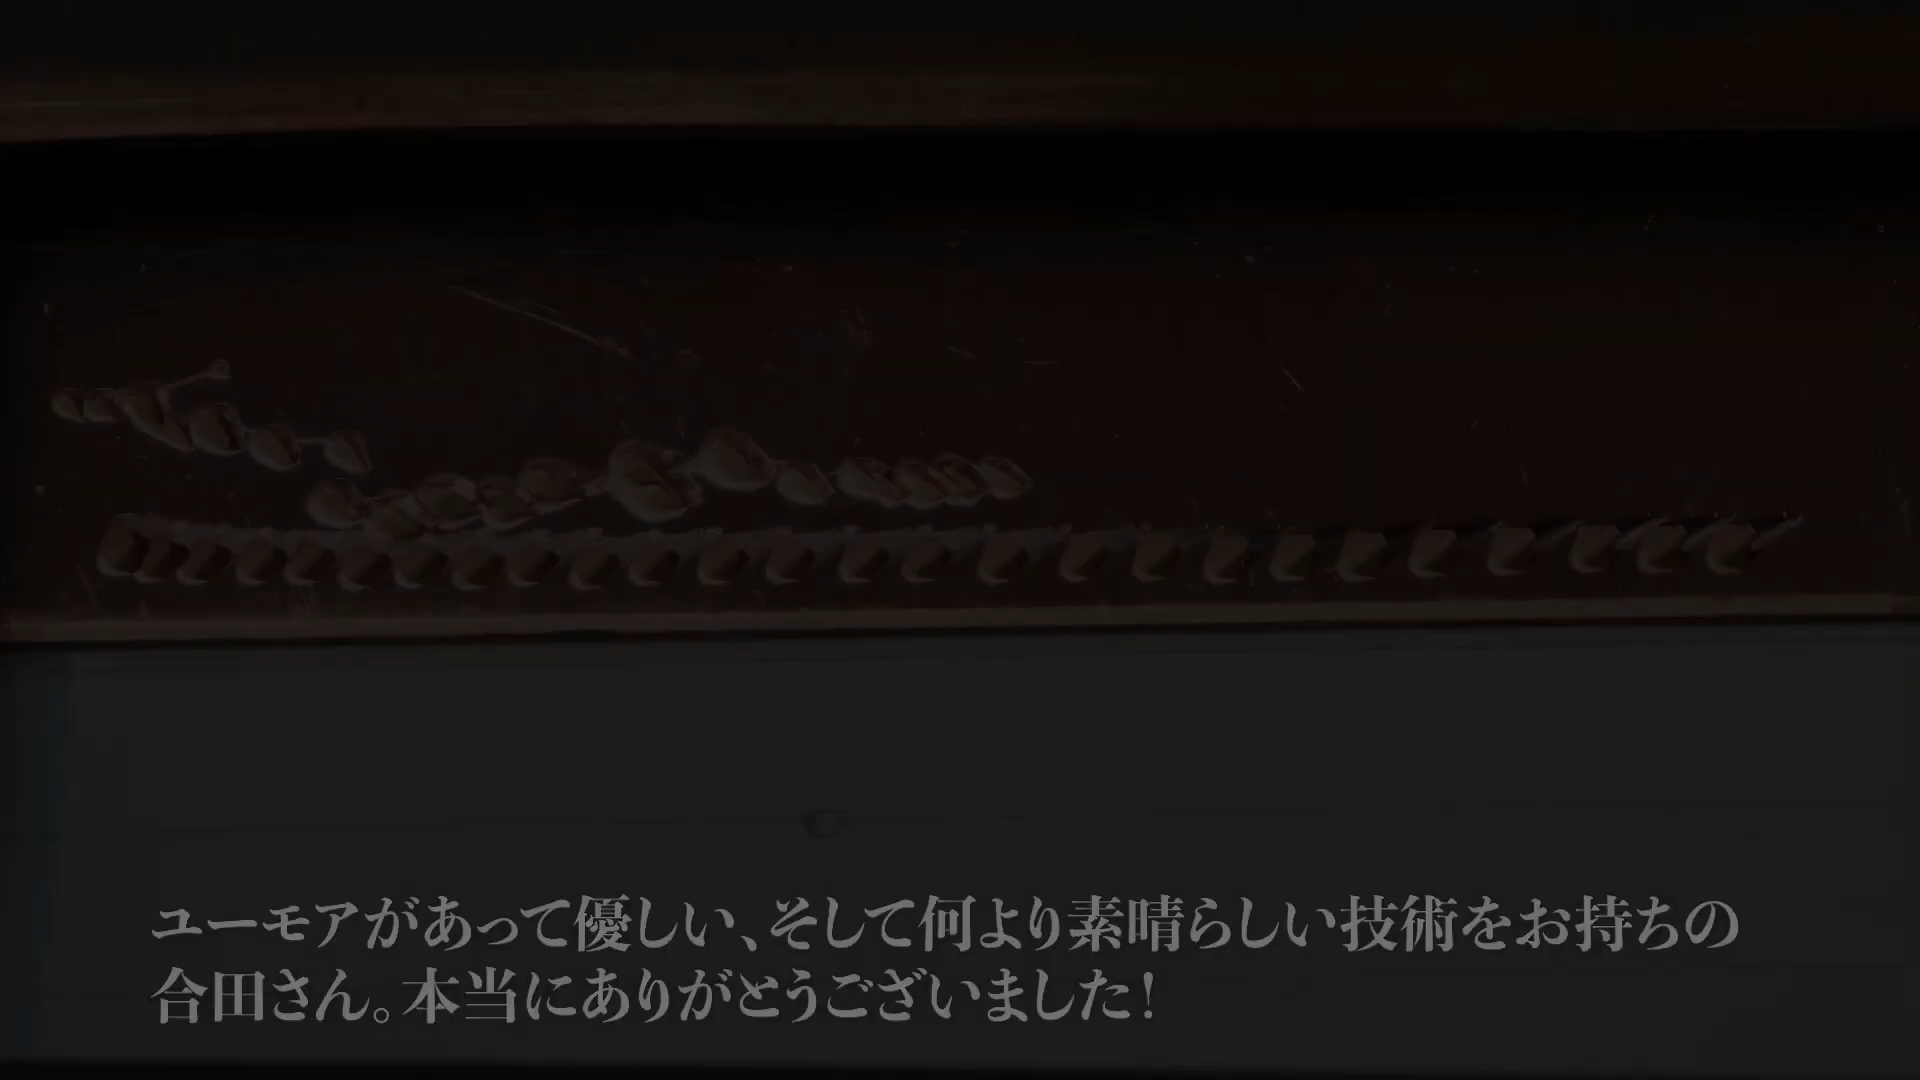 ユーモアがあって優しい、そして何より素晴らしい技術をお持ちの
合田さん。本当にありがとうございました!